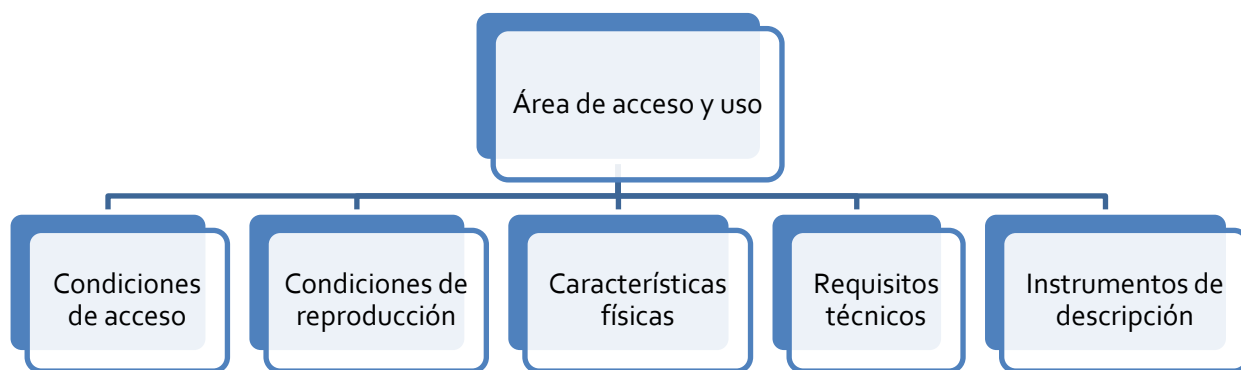 Área de acceso y uso
Condiciones
de acceso
Condiciones de
reproducción
Características
físicas
Requisitos
técnicos
Instrumentos de
descripción